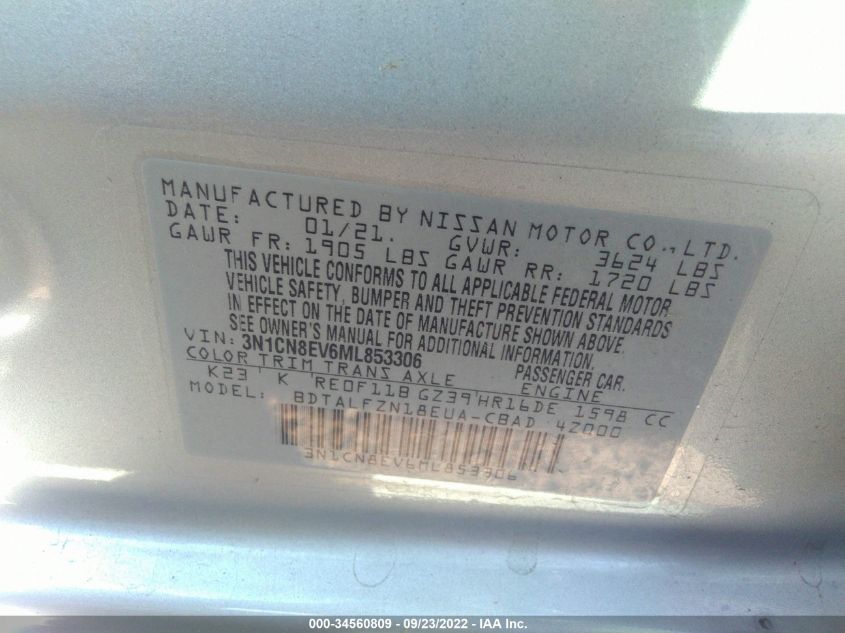 MANUFACTURED BY NISSAN MOTOR CO., LTD.
DATE: 01/21. GVWR: 3624 LBS
GAWR FR: 1905 LBS GAWR RR: 1720 LBS
THIS VEHICLE CONFORMS TO ALL APPLICABLE FEDERAL MOTOR
VEHICLE SAFETY, BUMPER AND THEFT PREVENTION STANDARDS
IN EFFECT ON THE DATE OF MANUFACTURE SHOWN ABOVE.
SEE OWNER'S MANUAL FOR ADDITIONAL INFORMATION.
VIN: 3N1CN8EV6ML853306 PASSENGER CAR.
COLOR TRIM TRANS AXLE ENGINE
K23 K RE0F11B GZ39 HR16DE 1598 CC
MODEL: BDTALFZN18EUA-CBAD 4Z000
3N1CN8EV6ML853306
000-34560809 - 09/23/2022 - IAA Inc.